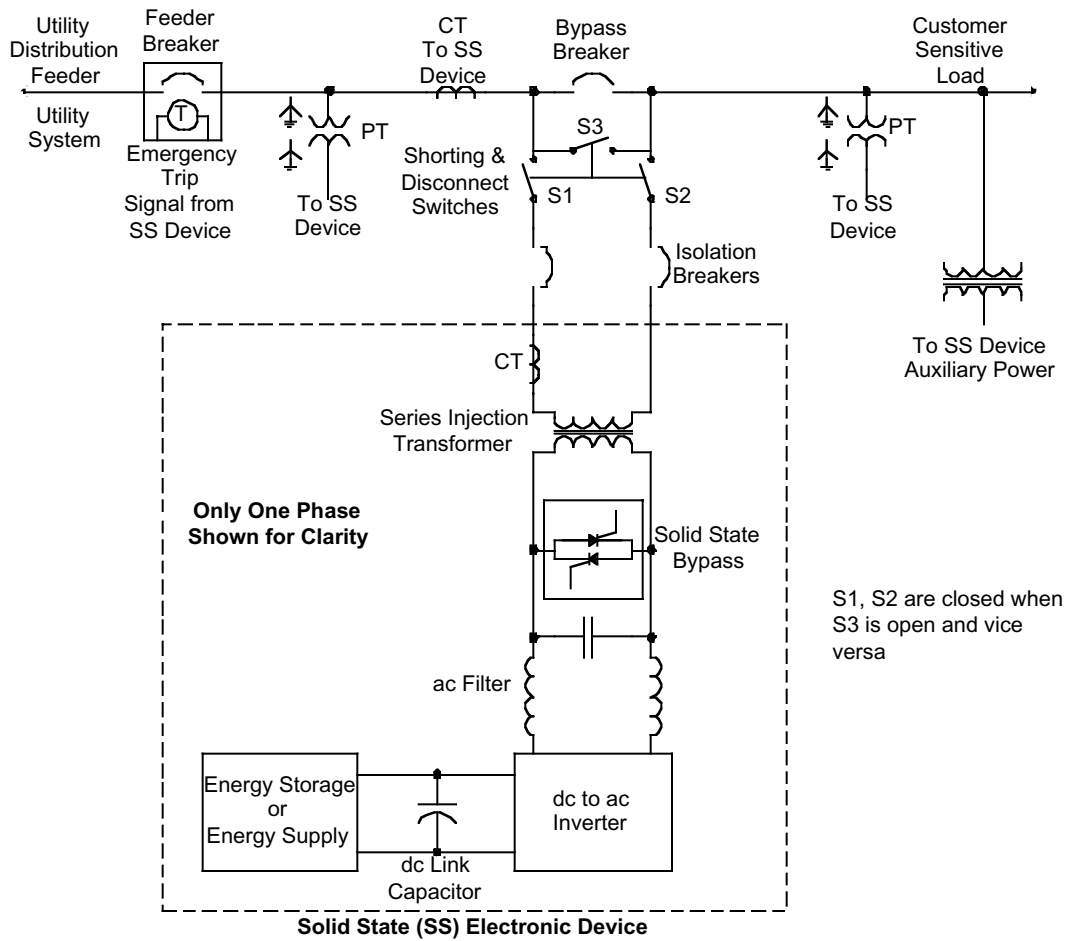 Utility
Distribution
Feeder
Utility
System
Feeder
Breaker
T
Emergency
Trip
Signal from
SS Device
PT
To SS
Device
CT
To SS
Device
Bypass
Breaker
S3
Shorting &
Disconnect
Switches
S1
S2
Isolation
Breakers
Customer
Sensitive
Load
PT
To SS
Device
To SS Device
Auxiliary Power
CT
Series Injection
Transformer
Only One Phase
Shown for Clarity
Solid State
Bypass
S1, S2 are closed when
S3 is open and vice
versa
ac Filter
Energy Storage
or
Energy Supply
dc Link
Capacitor
dc to ac
Inverter
Solid State (SS) Electronic Device